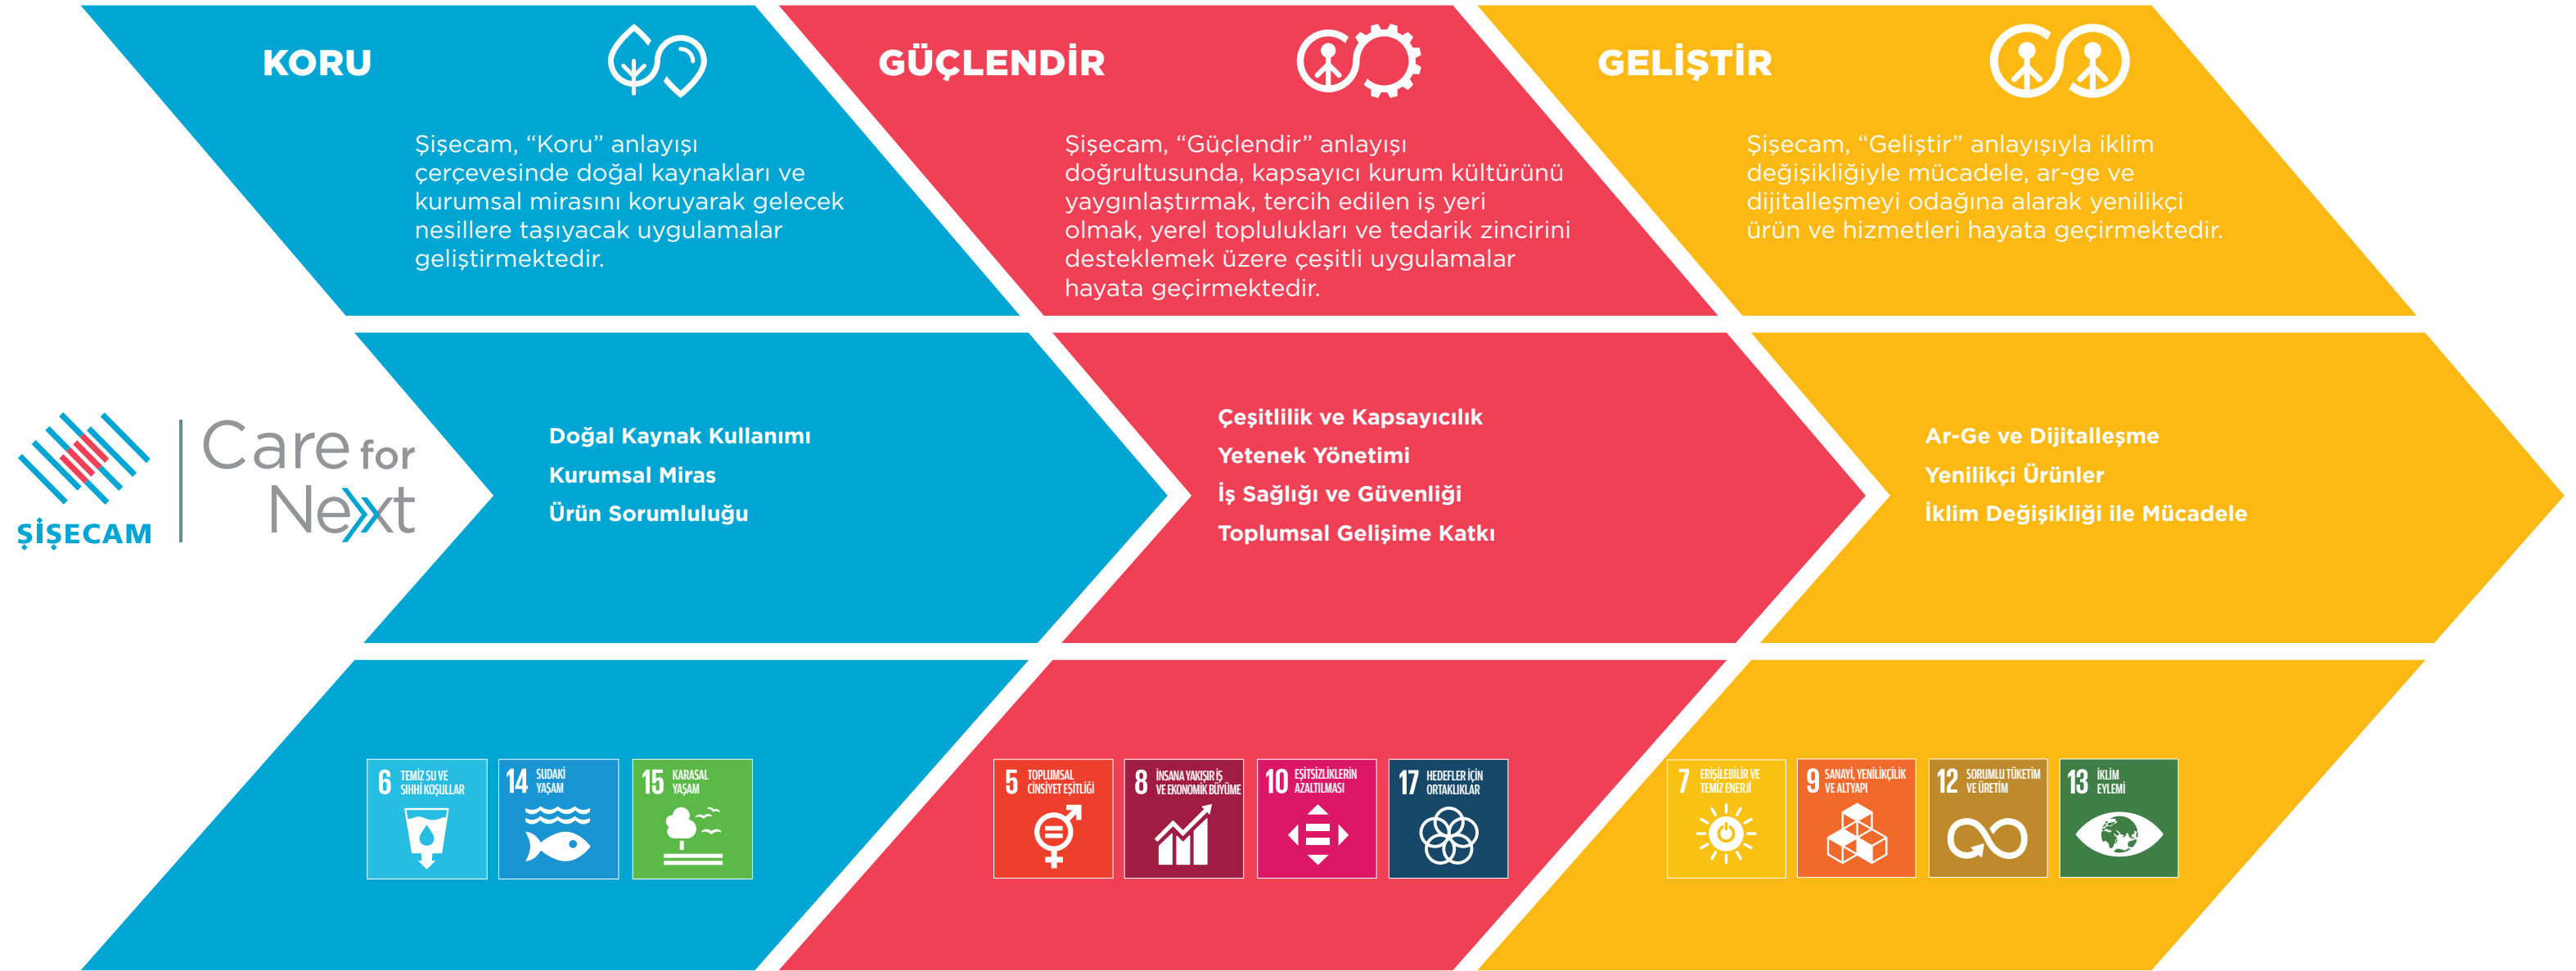 KORU
Şişecam, “Koru” anlayışı
çerçevesinde doğal kaynakları ve
kurumsal mirasını koruyarak gelecek
nesillere taşıyacak uygulamalar
geliştirmektedir.
GÜÇLENDİR
Şişecam, “Güçlendir” anlayışı
doğrultusunda, kapsayıcı kurum kültürünü
yaygınlaştırmak, tercih edilen iş yeri
olmak, yerel toplulukları ve tedarik zincirini
desteklemek üzere çeşitli uygulamalar
hayata geçirmektedir.
GELİŞTİR
Şişecam, “Geliştir” anlayışıyla iklim
değişikliğiyle mücadele, ar-ge ve
dijitalleşmeyi odağına alarak yenilikçi
ürün ve hizmetleri hayata geçirmektedir.
ŞİŞECAM
Care for
Next
Doğal Kaynak Kullanımı
Kurumsal Miras
Ürün Sorumluluğu
Çeşitlilik ve Kapsayıcılık
Yetenek Yönetimi
İş Sağlığı ve Güvenliği
Toplumsal Gelişime Katkı
Ar-Ge ve Dijitalleşme
Yenilikçi Ürünler
İklim Değişikliği ile Mücadele
6 TEMİZ SU VE
SIHHİ KOŞULLAR
14 SUDAKİ
YAŞAM
15 KARASAL
YAŞAM
5 TOPLUMSAL
CİNSİYET EŞİTLİĞİ
8 İNSANA YAKIŞIR İŞ
VE EKONOMİK BÜYÜME
10 EŞİTSİZLİKLERİN
AZALTILMASI
17 HEDEFLER İÇİN
ORTAKLIKLAR
7 ERİŞİLEBİLİR VE
TEMİZ ENERJİ
9 SANAYİ, YENİLİKÇİLİK
VE ALTYAPI
12 SORUMLU TÜKETİM
VE ÜRETİM
13 İKLİM
EYLEMİ